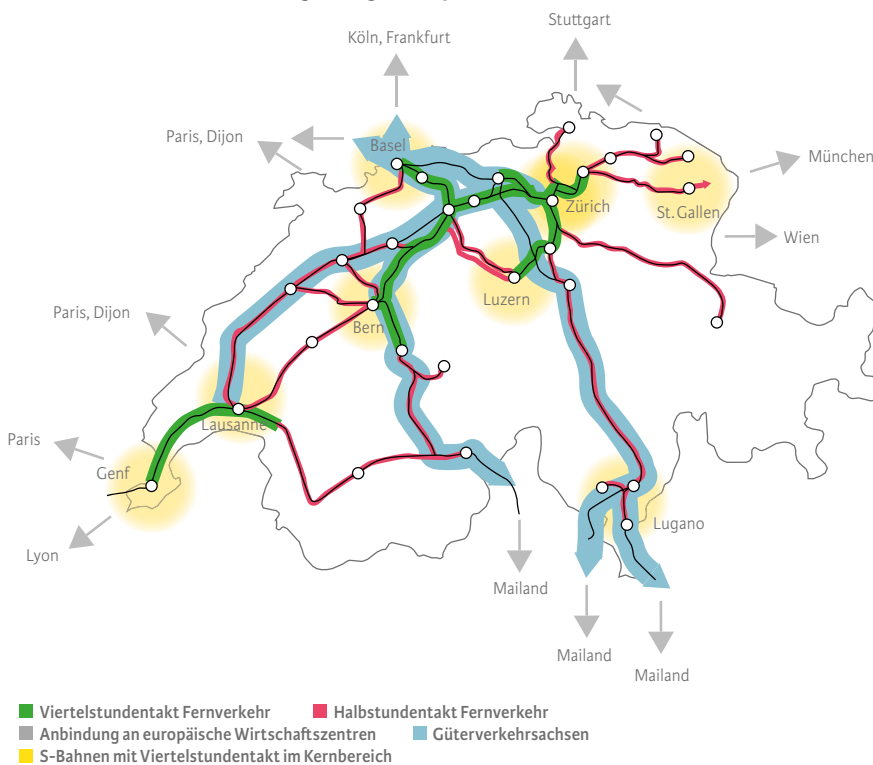 Stuttgart
Köln, Frankfurt
Paris, Dijon
Basel
München
Zürich
St. Gallen
Wien
Luzern
Paris, Dijon
Bern
Lausanne
Paris
Genf
Lugano
Lyon
Mailand
Mailand
Mailand
Viertelstundentakt Fernverkehr
Halbstundentakt Fernverkehr
Anbindung an europäische Wirtschaftszentren
Güterverkehrsachsen
S-Bahnen mit Viertelstundentakt im Kernbereich